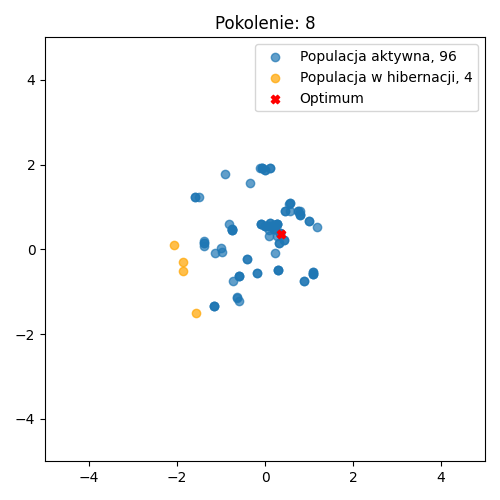 Pokolenie: 8
Populacja aktywna, 96
Populacja w hibernacji, 4
Optimum
4
2
0
−2
−4
−4 −2 0 2 4